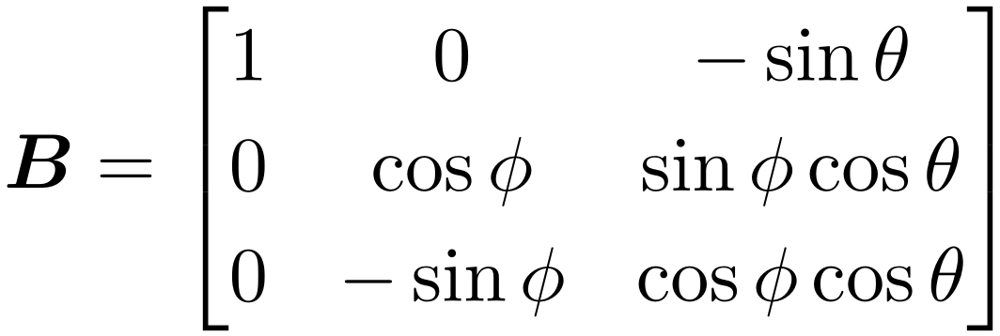 1 0 − sin θ
B = 0 cos ϕ sin ϕ cos θ
0 − sin ϕ cos ϕ cos θ